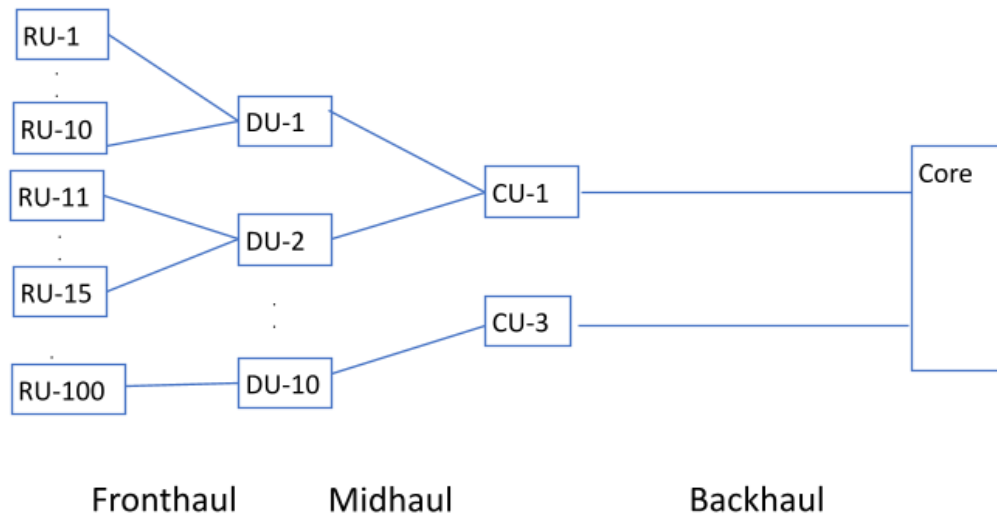 RU-1
RU-10
DU-1
RU-11
CU-1
Core
DU-2
RU-15
CU-3
RU-100
DU-10
Fronthaul
Midhaul
Backhaul